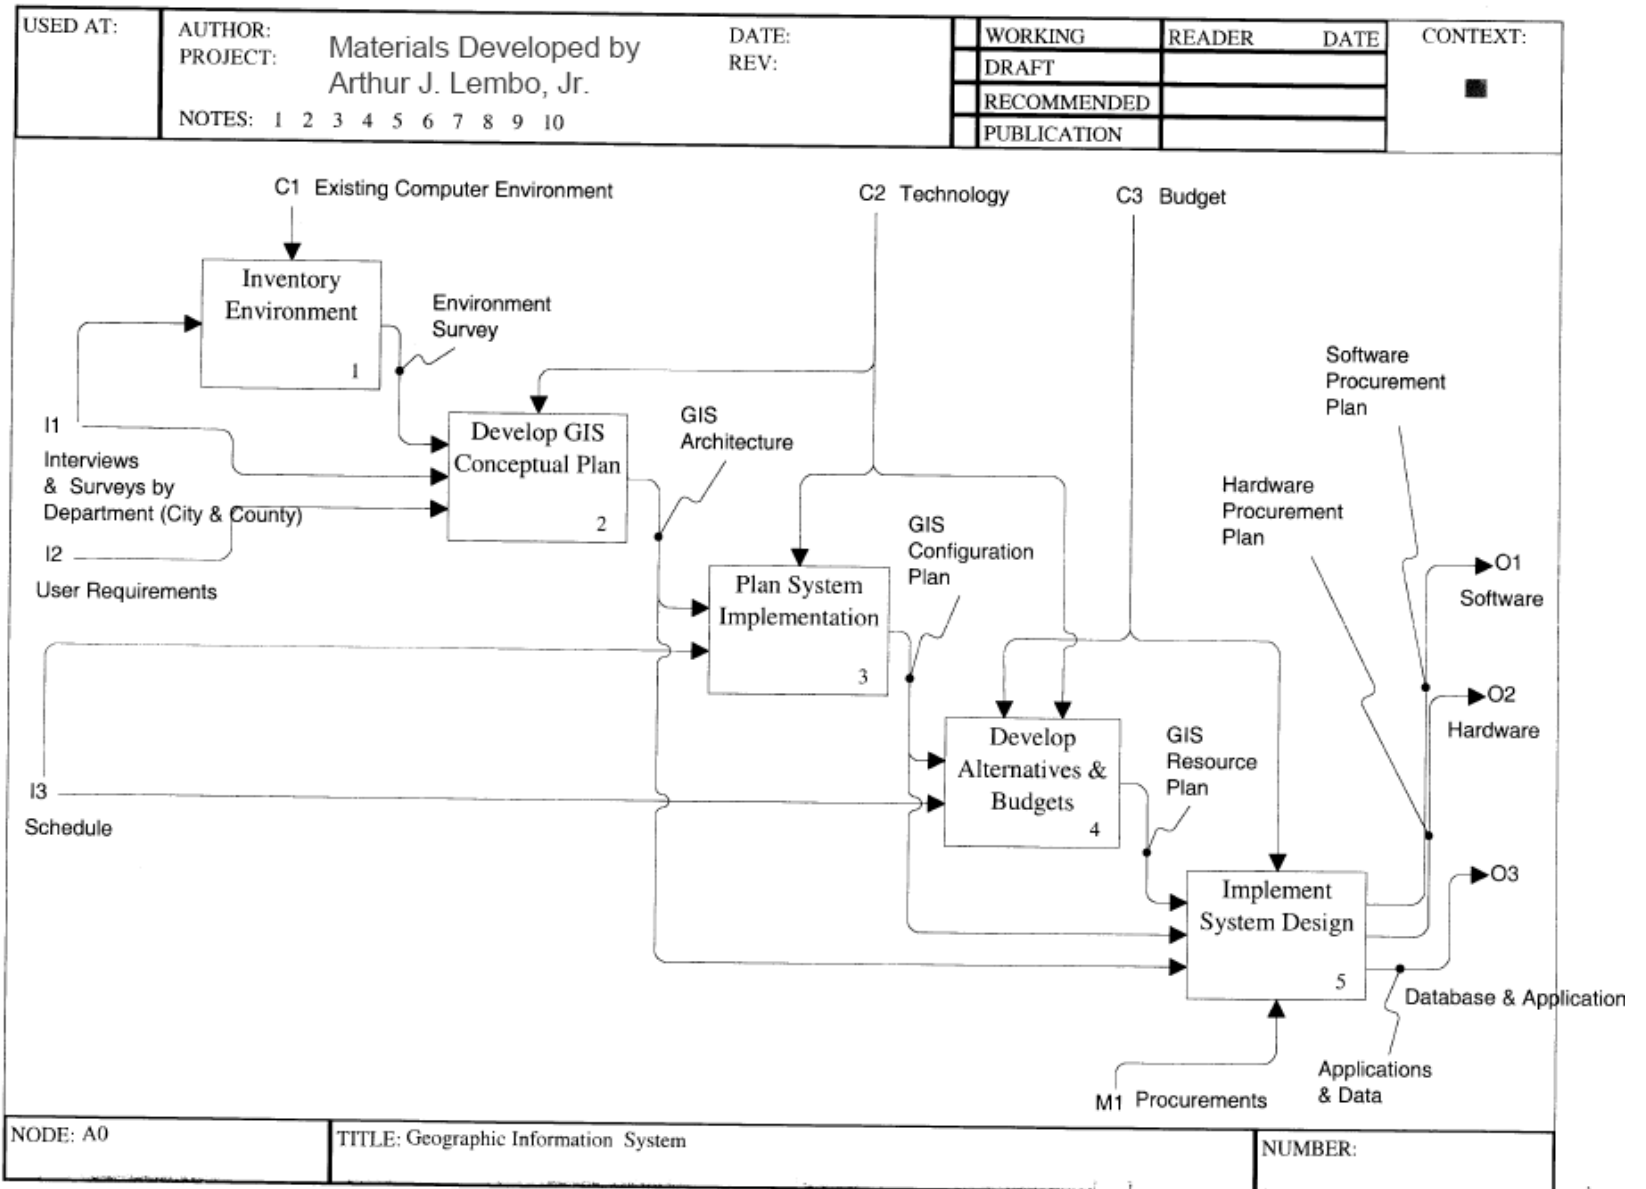 USED AT:
AUTHOR:
PROJECT:
Materials Developed by
Arthur J. Lembo, Jr.
NOTES: 1 2 3 4 5 6 7 8 9 10
DATE:
REV:
WORKING
DRAFT
RECOMMENDED
PUBLICATION
READER DATE
CONTEXT:
C1 Existing Computer Environment
C2 Technology
C3 Budget
Inventory
Environment
1
Environment
Survey
Software
Procurement
Plan
I1
Interviews
& Surveys by
Department (City & County)
I2
User Requirements
Develop GIS
Conceptual Plan
2
GIS
Architecture
Hardware
Procurement
Plan
GIS
Configuration
Plan
O1
Software
Plan System
Implementation
3
O2
Hardware
I3
Schedule
Develop
Alternatives &
Budgets
4
GIS
Resource
Plan
O3
Implement
System Design
5
Database & Application
Applications
& Data
M1 Procurements
NODE: A0
TITLE: Geographic Information System
NUMBER: